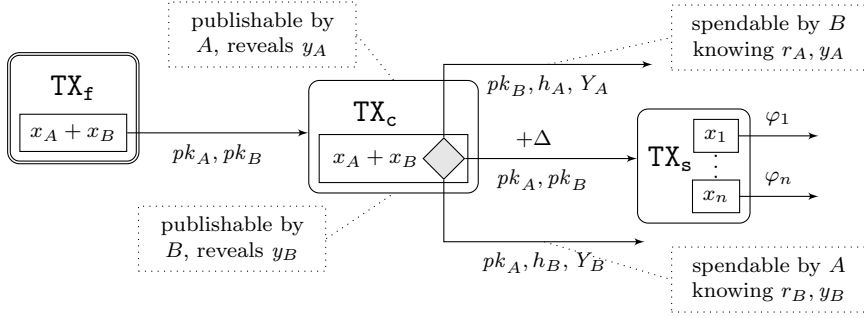 publishable by
A, reveals y_A
spendable by B
knowing r_A, y_A
pk_B, h_A, Y_A
TX_f
x_A + x_B
pk_A, pk_B
TX_c
x_A + x_B
+Δ
pk_A, pk_B
TX_s
x_1
φ_1
⋮
x_n
φ_n
publishable by
B, reveals y_B
pk_A, h_B, Y_B
spendable by A
knowing r_B, y_B